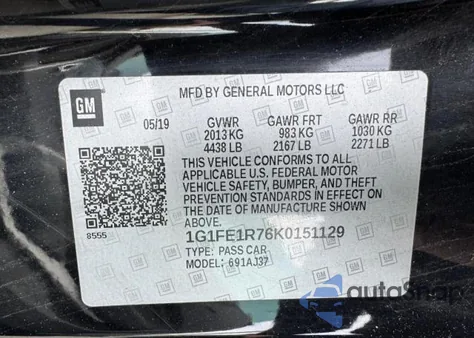 GM
MFD BY GENERAL MOTORS LLC
05/19 GVWR GAWR FRT GAWR RR
2013 KG 983 KG 1030 KG
4438 LB 2167 LB 2271 LB
THIS VEHICLE CONFORMS TO ALL
APPLICABLE U.S. FEDERAL MOTOR
VEHICLE SAFETY, BUMPER, AND THEFT
PREVENTION STANDARDS IN EFFECT ON
THE DATE OF MANUFACTURE SHOWN
ABOVE.
8555
1G1FE1R76K0151129
TYPE: PASS CAR
MODEL: 691AJ37
autoSnap